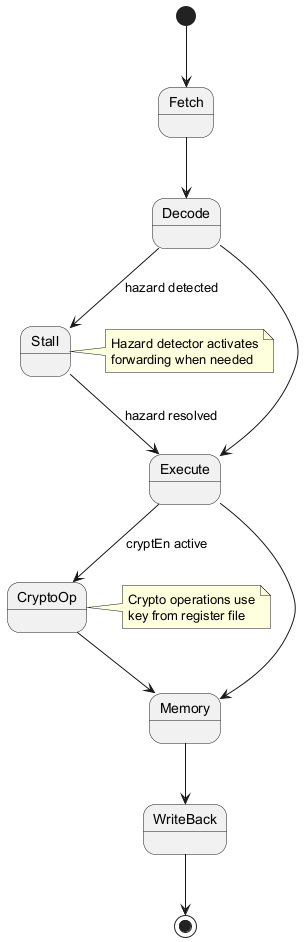 Fetch
Decode
hazard detected
Stall
Hazard detector activates
forwarding when needed
hazard resolved
Execute
cryptEn active
CryptoOp
Crypto operations use
key from register file
Memory
WriteBack